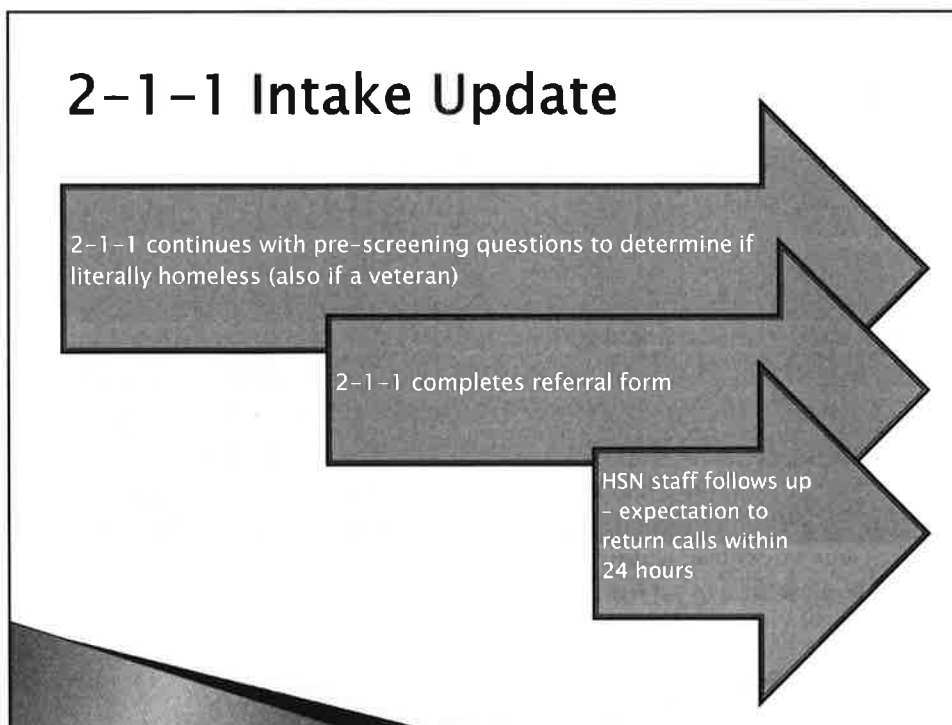 2-1-1 Intake Update
2-1-1 continues with pre-screening questions to determine if
literally homeless (also if a veteran)
2-1-1 completes referral form
HSN staff follows up
- expectation to
return calls within
24 hours